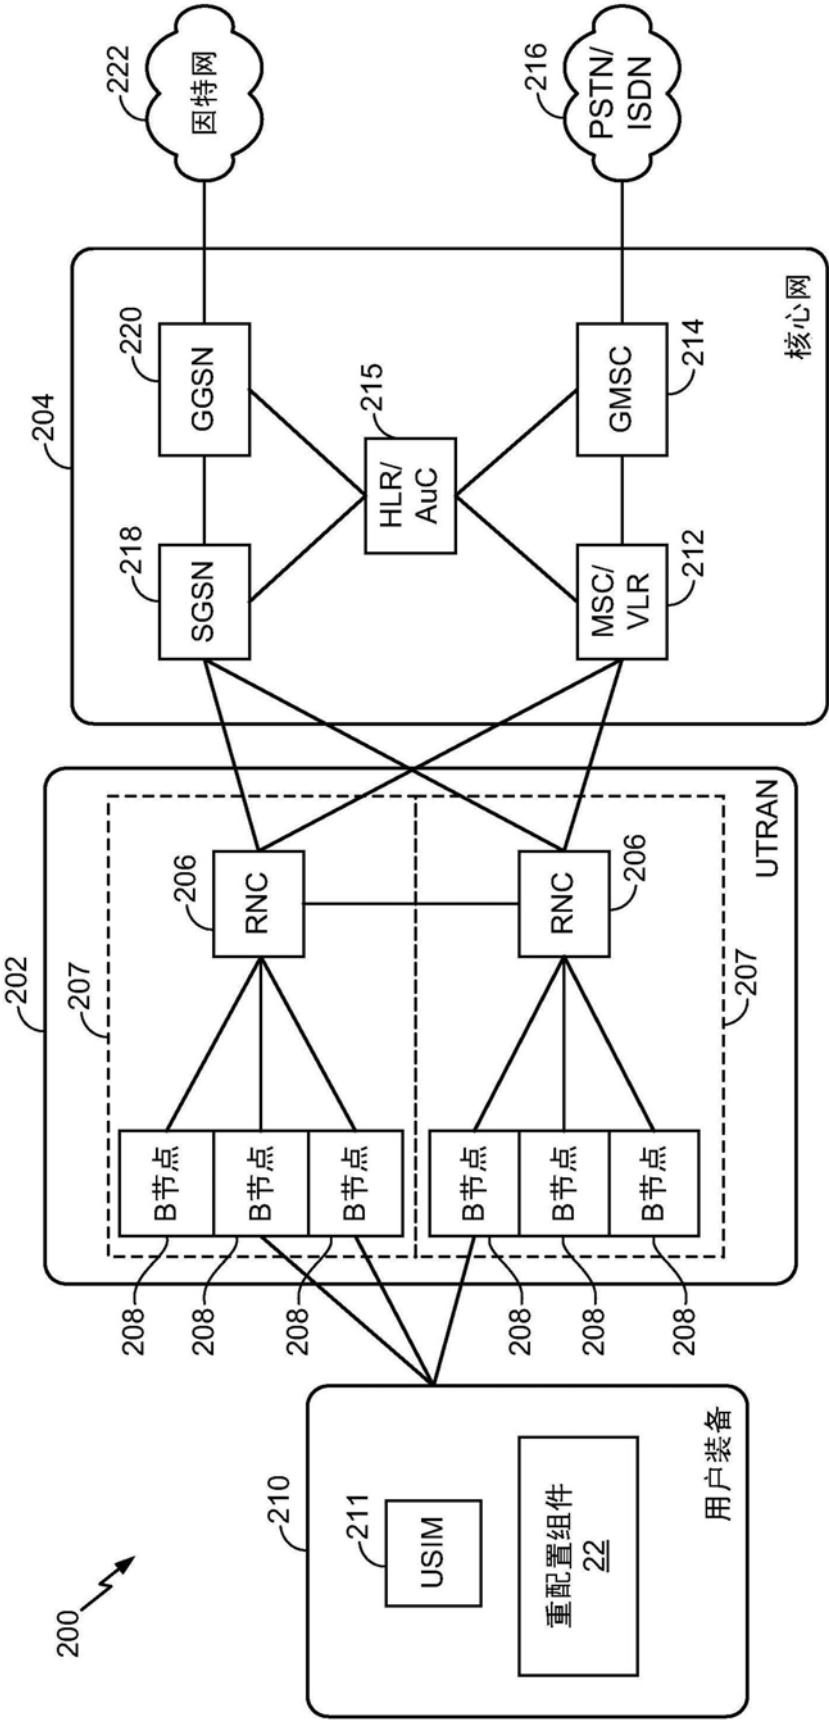 200
210
211
USIM
重配置组件
22
用户装备
202
207
208
B节点
208
B节点
208
B节点
206
RNC
208
B节点
208
B节点
208
B节点
RNC
206
207
UTRAN
204
218
SGSN
220
GGSN
215
HLR/
AuC
MSC/
VLR
212
GMSC
214
核心网
222
因特网
216
PSTN/
ISDN